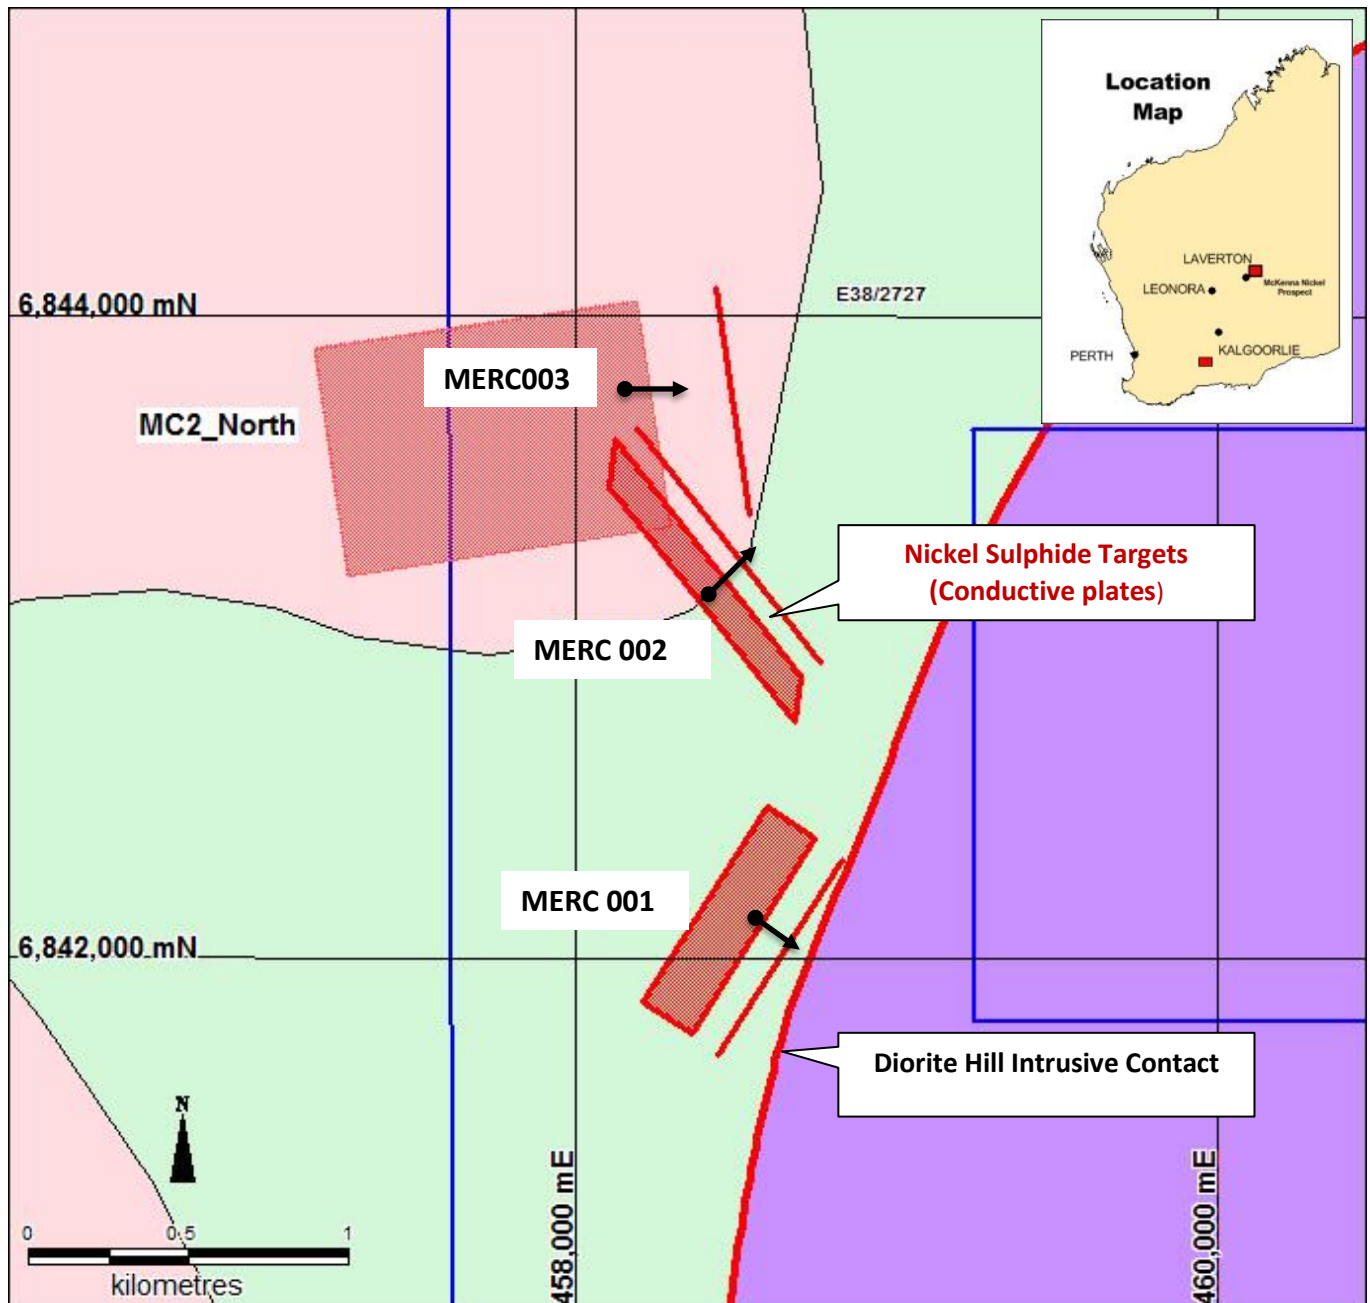 Location
Map
LAVERTON
McKenna Nickel
Prospect
LEONORA
KALGOORLIE
PERTH
6,844,000 mN
E38/2727
MERC003
MC2_North
Nickel Sulphide Targets
(Conductive plates)
MERC 002
MERC 001
6,842,000 mN
Diorite Hill Intrusive Contact
N
458,000 mE
460,000 mE
0 0.5 1
kilometres